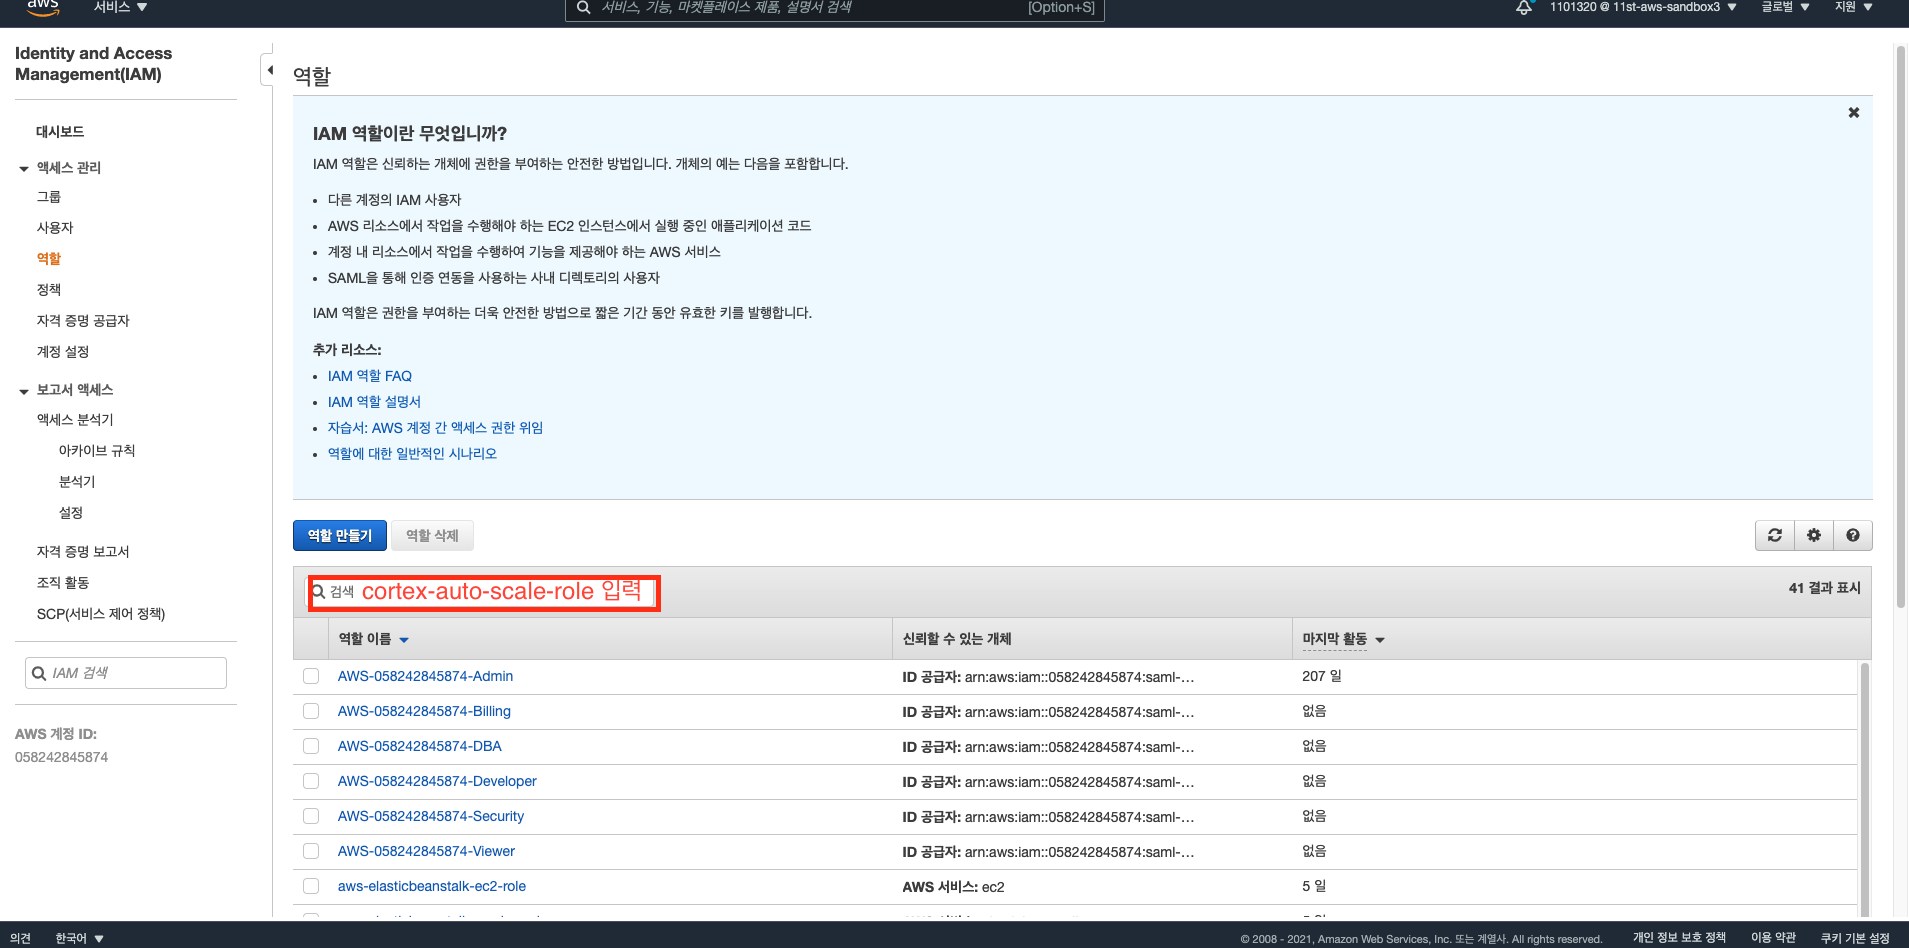 aws
서비스
서비스, 기능, 마켓플레이스 제품, 설명서 검색
[Option+S]
1101320 @ 11st-aws-sandbox3
글로벌
지원
Identity and Access
Management(IAM)
대시보드
액세스 관리
그룹
사용자
역할
정책
자격 증명 공급자
계정 설정
보고서 액세스
액세스 분석기
아카이브 규칙
분석기
설정
자격 증명 보고서
조직 활동
SCP(서비스 제어 정책)
IAM 검색
AWS 계정 ID:
058242845874
역할
IAM 역할이란 무엇입니까?
IAM 역할은 신뢰하는 개체에 권한을 부여하는 안전한 방법입니다. 개체의 예는 다음을 포함합니다.
• 다른 계정의 IAM 사용자
• AWS 리소스에서 작업을 수행해야 하는 EC2 인스턴스에서 실행 중인 애플리케이션 코드
• 계정 내 리소스에서 작업을 수행하여 기능을 제공해야 하는 AWS 서비스
• SAML을 통해 인증 연동을 사용하는 사내 디렉토리의 사용자
IAM 역할은 권한을 부여하는 더욱 안전한 방법으로 짧은 기간 동안 유효한 키를 발행합니다.
추가 리소스:
• IAM 역할 FAQ
• IAM 역할 설명서
• 자습서: AWS 계정 간 액세스 권한 위임
• 역할에 대한 일반적인 시나리오
역할 만들기
역할 삭제
검색 cortex-auto-scale-role 입력
41 결과 표시
역할 이름
신뢰할 수 있는 개체
마지막 활동
AWS-058242845874-Admin
ID 공급자: arn:aws:iam::058242845874:saml-…
207 일
AWS-058242845874-Billing
ID 공급자: arn:aws:iam::058242845874:saml-…
없음
AWS-058242845874-DBA
ID 공급자: arn:aws:iam::058242845874:saml-…
없음
AWS-058242845874-Developer
ID 공급자: arn:aws:iam::058242845874:saml-…
없음
AWS-058242845874-Security
ID 공급자: arn:aws:iam::058242845874:saml-…
없음
AWS-058242845874-Viewer
ID 공급자: arn:aws:iam::058242845874:saml-…
없음
aws-elasticbeanstalk-ec2-role
AWS 서비스: ec2
5 일
의견
한국어
© 2008 - 2021, Amazon Web Services, Inc. 또는 계열사. All rights reserved.
개인 정보 보호 정책
이용 약관
쿠키 기본 설정